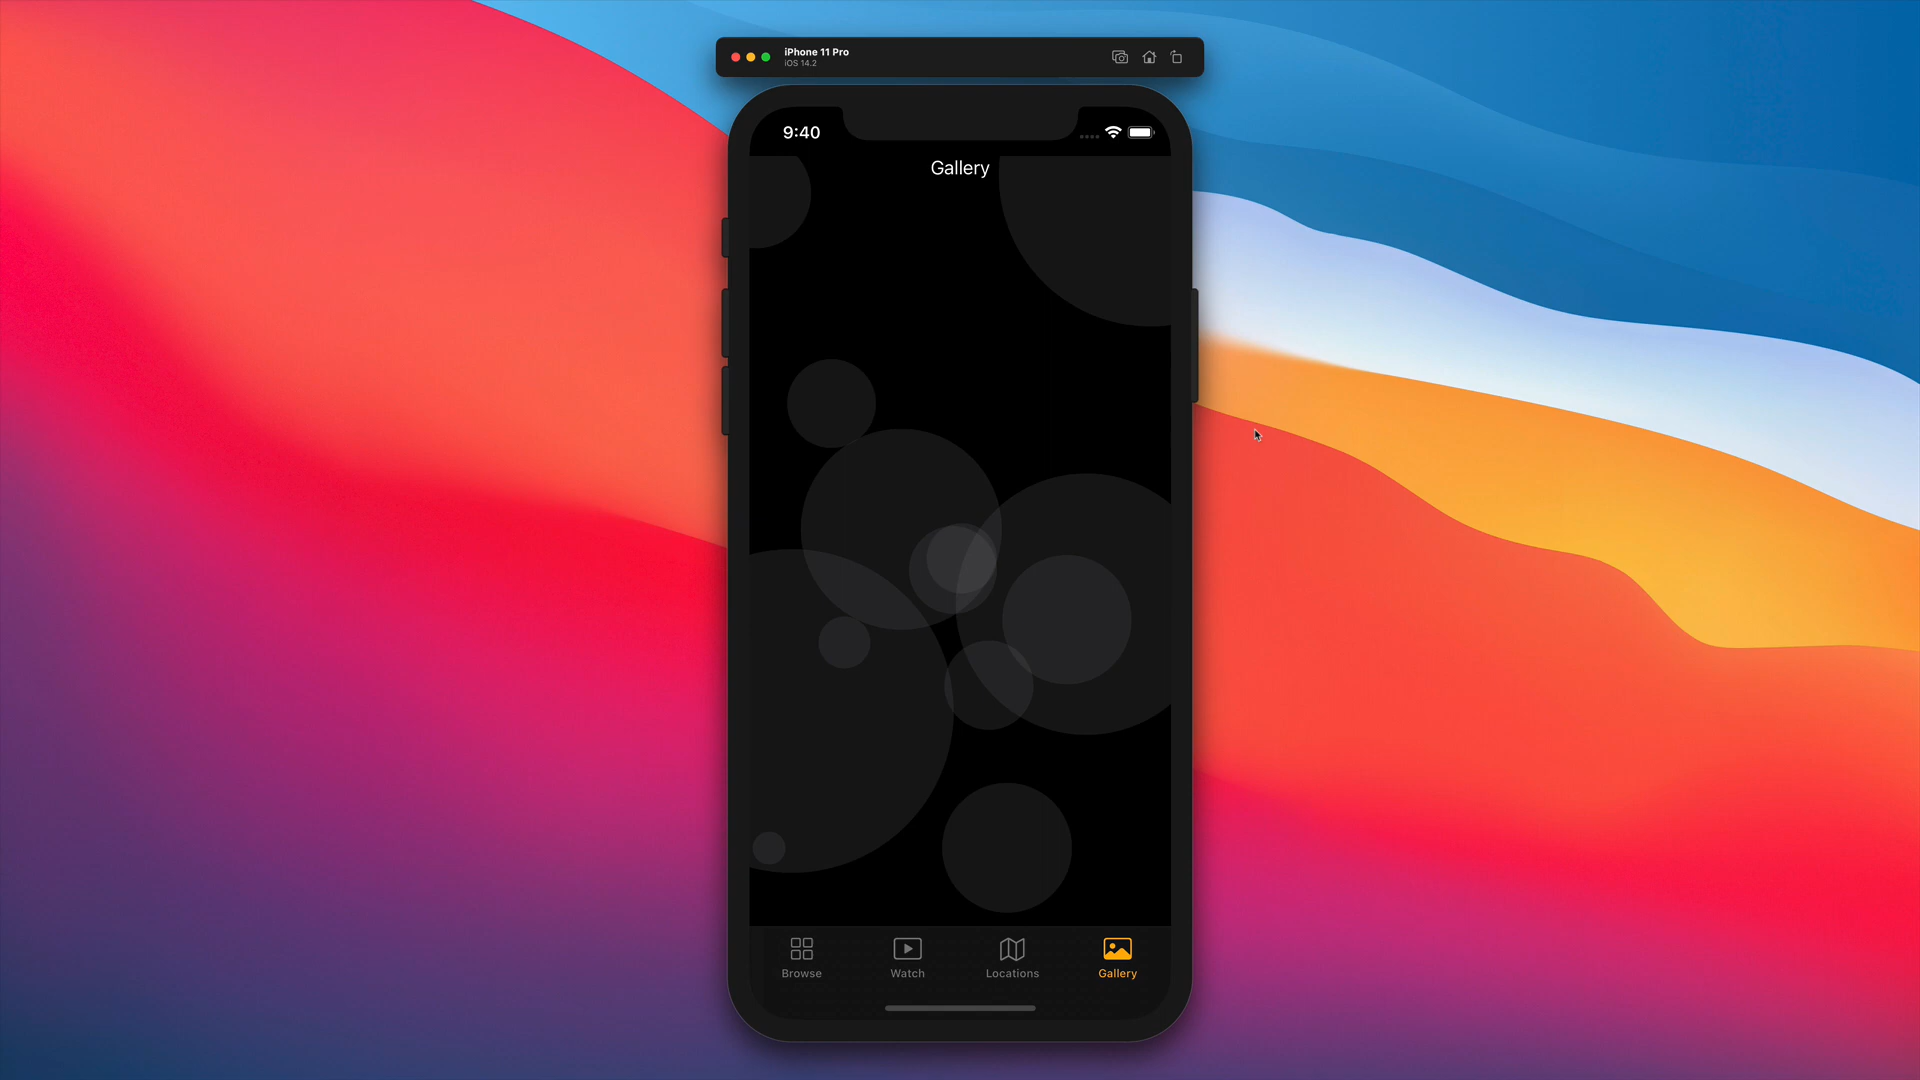 iPhone 11 Pro
iOS 14.2
9:40
Gallery
Browse
Watch
Locations
Gallery